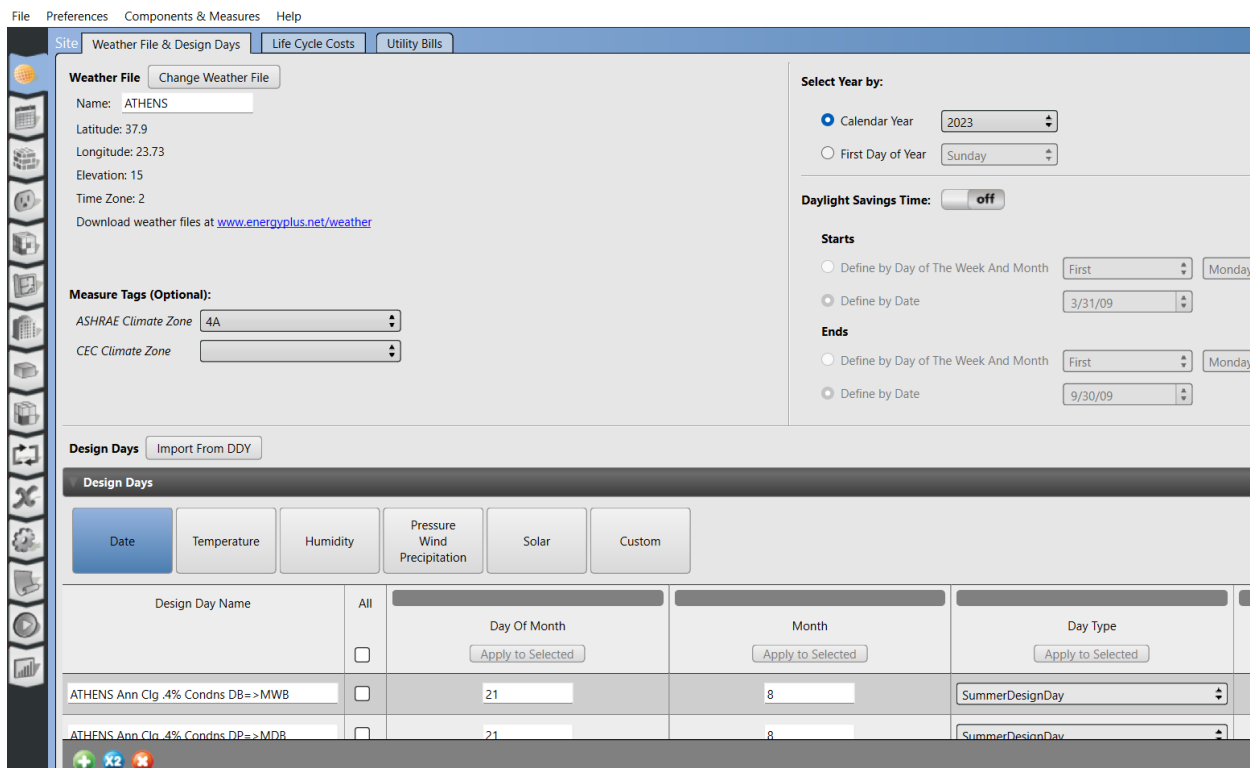 File Preferences Components & Measures Help
Site Weather File & Design Days Life Cycle Costs Utility Bills
Weather File Change Weather File
Name: ATHENS
Latitude: 37.9
Longitude: 23.73
Elevation: 15
Time Zone: 2
Download weather files at www.energyplus.net/weather
Measure Tags (Optional):
ASHRAE Climate Zone 4A
CEC Climate Zone
Select Year by:
Calendar Year 2023
First Day of Year Sunday
Daylight Savings Time: off
Starts
Define by Day of The Week And Month First Monday
Define by Date 3/31/09
Ends
Define by Day of The Week And Month First Monday
Define by Date 9/30/09
Design Days Import From DDY
Design Days
Date Temperature Humidity Pressure Wind Precipitation Solar Custom
Design Day Name All Day Of Month Month Day Type
Apply to Selected Apply to Selected Apply to Selected
ATHENS Ann Clg .4% Condns DB=>MWB 21 8 SummerDesignDay
ATHENS Ann Clg .4% Condns DP=>MDB 21 8 SummerDesignDay
X2